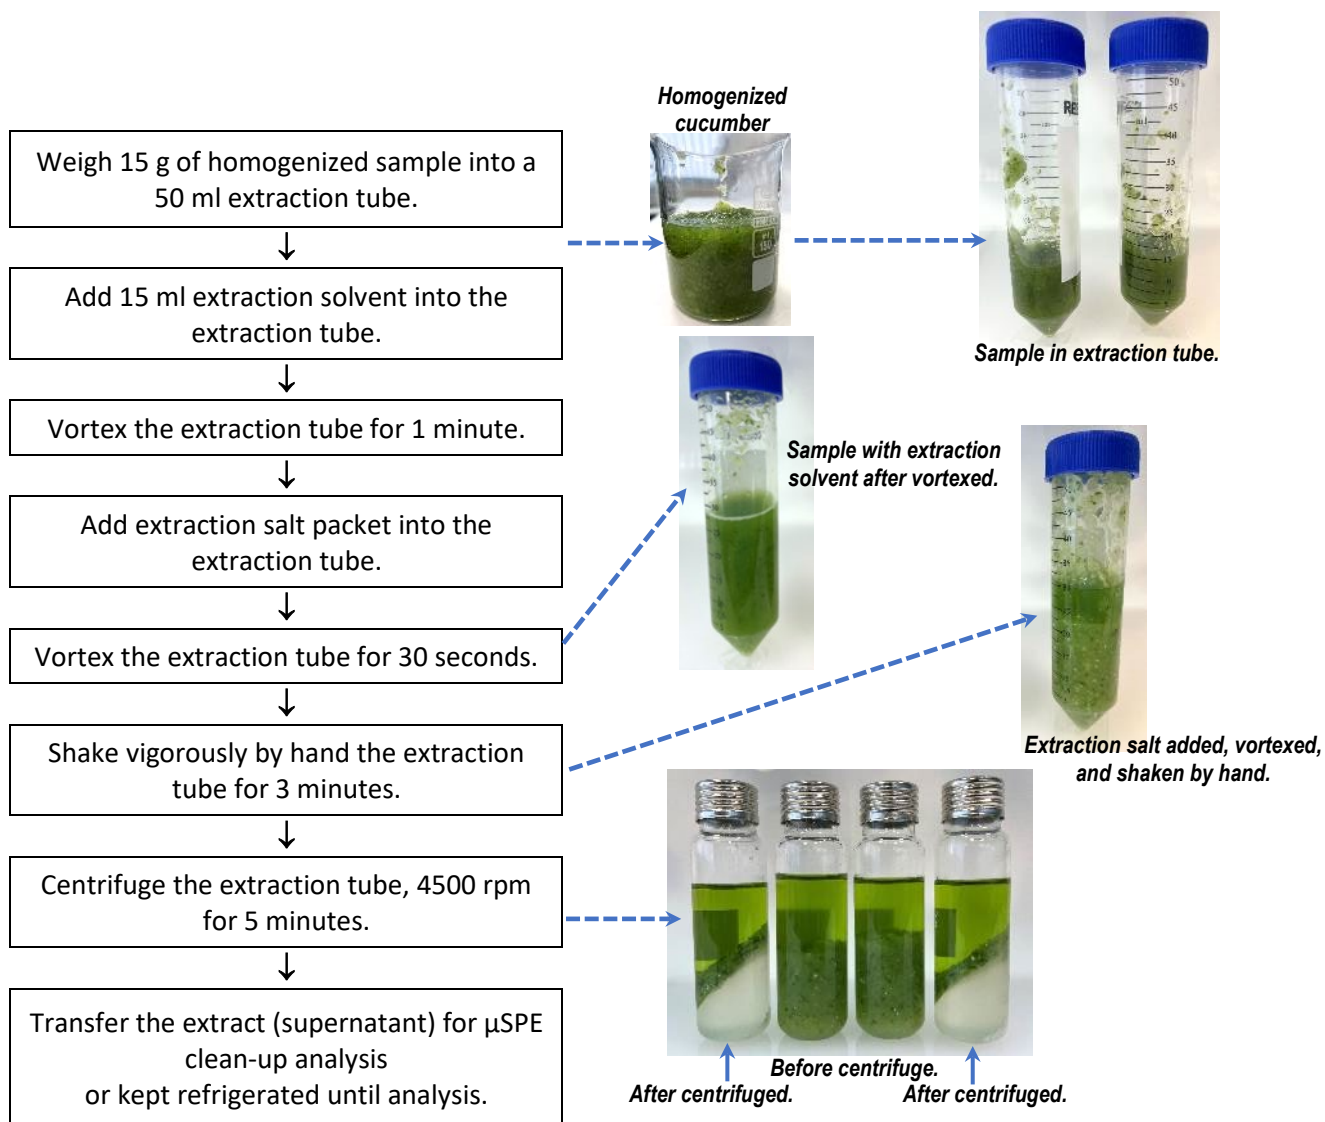 Weigh 15 g of homogenized sample into a
50 ml extraction tube.
↓
Add 15 ml extraction solvent into the
extraction tube.
↓
Vortex the extraction tube for 1 minute.
↓
Add extraction salt packet into the
extraction tube.
↓
Vortex the extraction tube for 30 seconds.
↓
Shake vigorously by hand the extraction
tube for 3 minutes.
↓
Centrifuge the extraction tube, 4500 rpm
for 5 minutes.
↓
Transfer the extract (supernatant) for µSPE
clean-up analysis
or kept refrigerated until analysis.
Homogenized
cucumber
150
50
45
35
Sample in extraction tube.
Sample with extraction
solvent after vortexed.
Extraction salt added, vortexed,
and shaken by hand.
Before centrifuge.
After centrifuged.
After centrifuged.